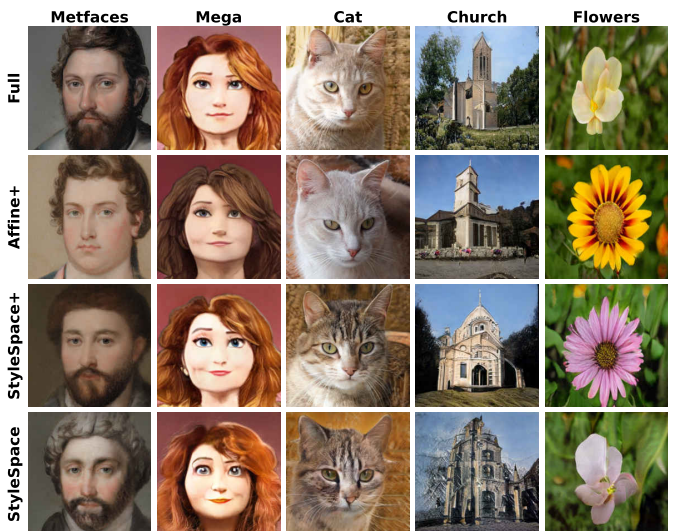 Metfaces Mega Cat Church Flowers
Full
Affine+
StyleSpace+
StyleSpace